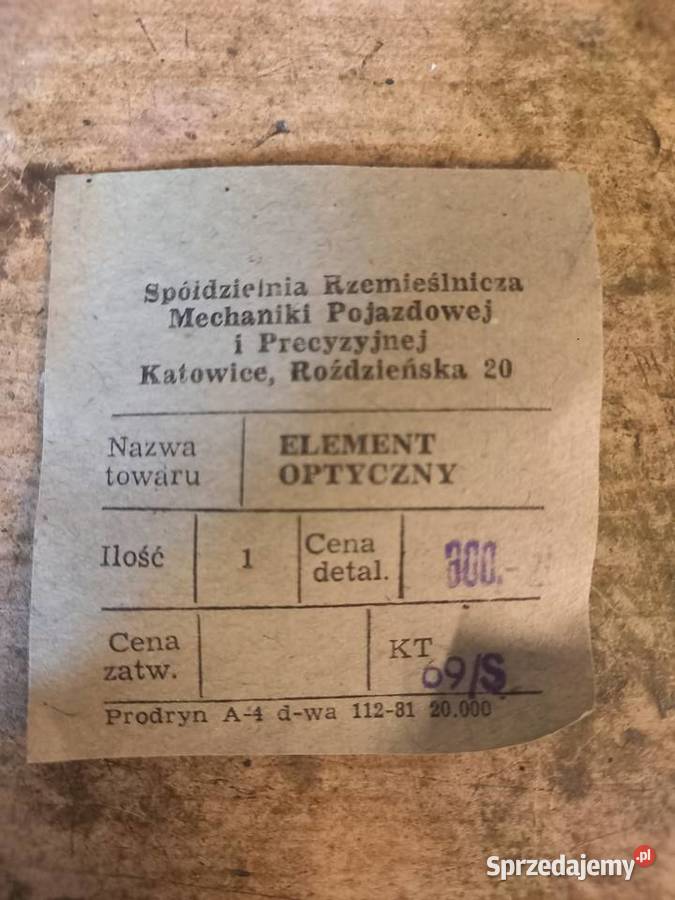 Spółdzielnia Rzemieślnicza
Mechaniki Pojazdowej
i Precyzyjnej
Katowice, Roździeńska 20
Nazwa towaru ELEMENT OPTYCZNY
Ilość 1 Cena detal. 300.-
Cena zatw. KT 69/S
Prodryn A-4 d-wa 112-81 20.000
Sprzedajemy.pl